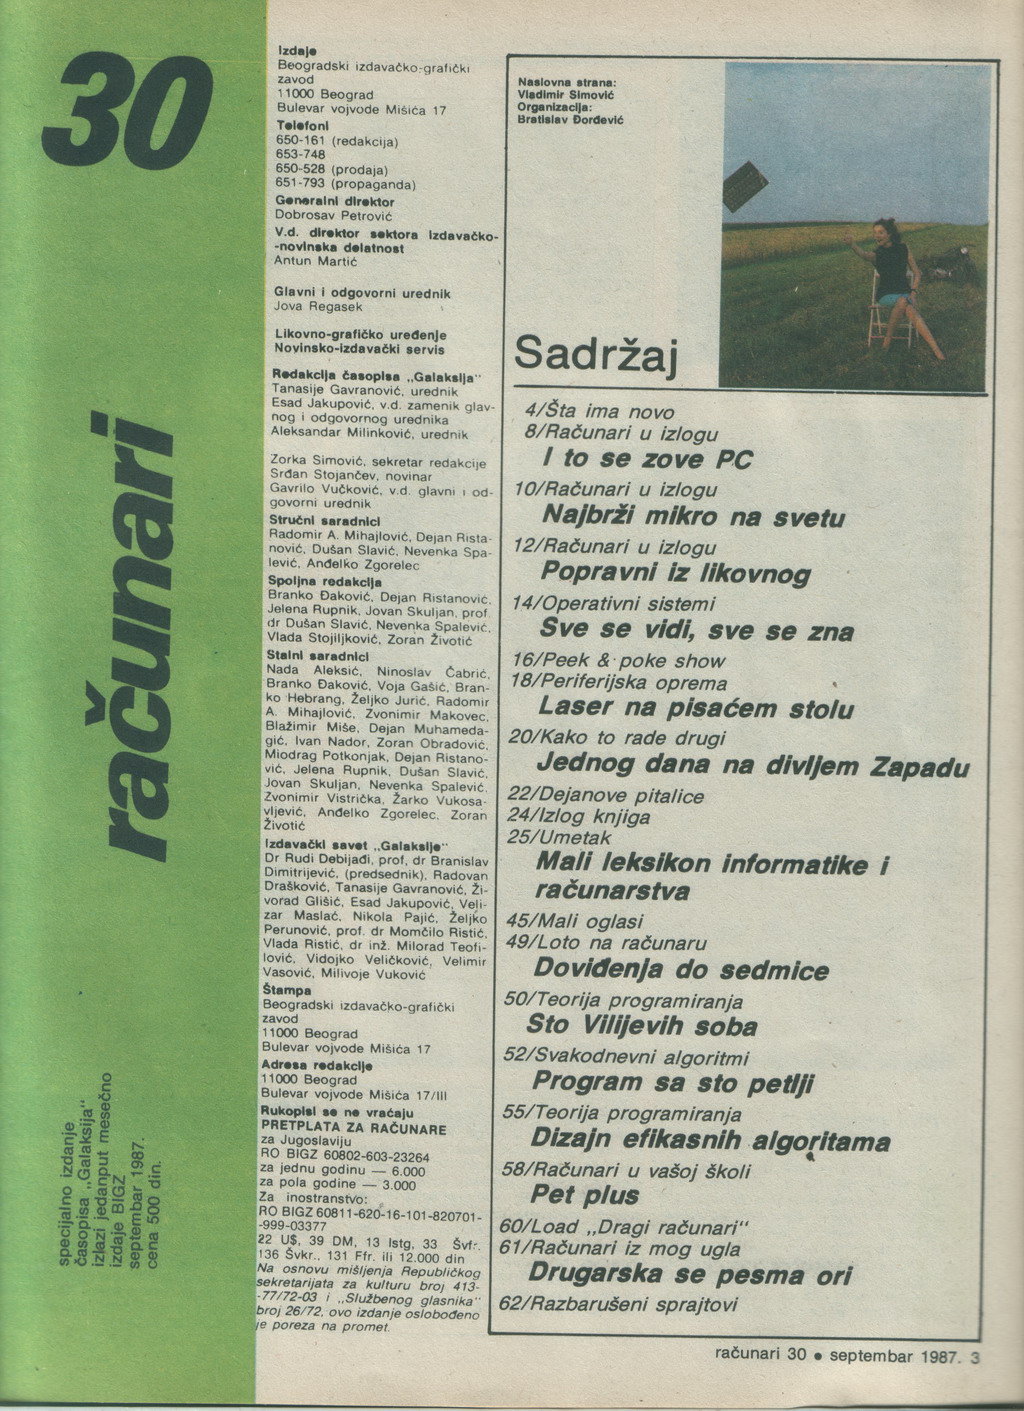 30
računari
specijalno izdanje
časopisa „Galaksija"
izlazi jedanput mesečno
izdaje BIGZ
septembar 1987.
cena 500 din.
Izdaje
Beogradski izdavačko-grafički
zavod
11000 Beograd
Bulevar vojvode Mišića 17
Telefoni
650-161 (redakcija)
653-748
650-528 (prodaja)
651-793 (propaganda)
Generalni direktor
Dobrosav Petrović
V.d. direktor sektora izdavačko-
-novinska delatnost
Antun Martić
Glavni i odgovorni urednik
Jova Regasek
Likovno-grafičko uređenje
Novinsko-izdavački servis
Redakcija časopisa „Galaksija"
Tanasije Gavranović, urednik
Esad Jakupović, v.d. zamenik glav-
nog i odgovornog urednika
Aleksandar Milinković, urednik
Zorka Simović, sekretar redakcije
Srđan Stojančev, novinar
Gavrilo Vučković, v.d. glavni i od-
govorni urednik
Stručni saradnici
Radomir A. Mihajlović, Dejan Rista-
nović, Dušan Slavić, Nevenka Spa-
lević, Anđelko Zgorelec
Spoljna redakcija
Branko Đaković, Dejan Ristanović,
Jelena Rupnik, Jovan Skuljan, prof.
dr Dušan Slavić, Nevenka Spalević,
Vlada Stojiljković, Zoran Životić
Stalni saradnici
Nada Aleksić, Ninoslav Čabrić,
Branko Đaković, Voja Gašić, Bran-
ko Hebrang, Željko Jurić, Radomir
A. Mihajlović, Zvonimir Makovec,
Blažimir Miše, Dejan Muhameda-
gić, Ivan Nador, Zoran Obradović,
Miodrag Potkonjak, Dejan Ristano-
vić, Jelena Rupnik, Dušan Slavić,
Jovan Skuljan, Nevenka Spalević,
Zvonimir Vistrička, Žarko Vukosa-
vljević, Anđelko Zgorelec, Zoran
Životić
Izdavački savet „Galaksije"
Dr Rudi Debijađi, prof. dr Branislav
Dimitrijević, (predsednik), Radovan
Drašković, Tanasije Gavranović, Ži-
vorad Glišić, Esad Jakupović, Veli-
zar Maslać, Nikola Pajić, Željko
Perunović, prof. dr Momčilo Ristić,
Vlada Ristić, dr inž. Milorad Teofi-
lović, Vidojko Veličković, Velimir
Vasović, Milivoje Vuković
Štampa
Beogradski izdavačko-grafički
zavod
11000 Beograd
Bulevar vojvode Mišića 17
Adresa redakcije
11000 Beograd
Bulevar vojvode Mišića 17/III
Rukopisi se ne vraćaju
PRETPLATA ZA RAČUNARE
za Jugoslaviju
RO BIGZ 60802-603-23264
za jednu godinu — 6.000
za pola godine — 3.000
Za inostranstvo:
RO BIGZ 60811-620-16-101-820701-
-999-03377
22 U$, 39 DM, 13 Istg, 33 Švfr.
136 Švkr., 131 Ffr. ili 12.000 din
Na osnovu mišljenja Republičkog
sekretarijata za kulturu broj 413-
-77/72-03 i „Službenog glasnika"
broj 26/72, ovo izdanje oslobođeno
je poreza na promet.
Naslovna strana:
Vladimir Simović
Organizacija:
Bratislav Đorđević
Sadržaj
4/Šta ima novo
8/Računari u izlogu
I to se zove PC
10/Računari u izlogu
Najbrži mikro na svetu
12/Računari u izlogu
Popravni iz likovnog
14/Operativni sistemi
Sve se vidi, sve se zna
16/Peek & poke show
18/Periferijska oprema
Laser na pisaćem stolu
20/Kako to rade drugi
Jednog dana na divljem Zapadu
22/Dejanove pitalice
24/Izlog knjiga
25/Umetak
Mali leksikon informatike i
računarstva
45/Mali oglasi
49/Loto na računaru
Doviđenja do sedmice
50/Teorija programiranja
Sto Vilijevih soba
52/Svakodnevni algoritmi
Program sa sto petlji
55/Teorija programiranja
Dizajn efikasnih algoritama
58/Računari u vašoj školi
Pet plus
60/Load „Dragi računari"
61/Računari iz mog ugla
Drugarska se pesma ori
62/Razbarušeni sprajtovi
računari 30 • septembar 1987. 3